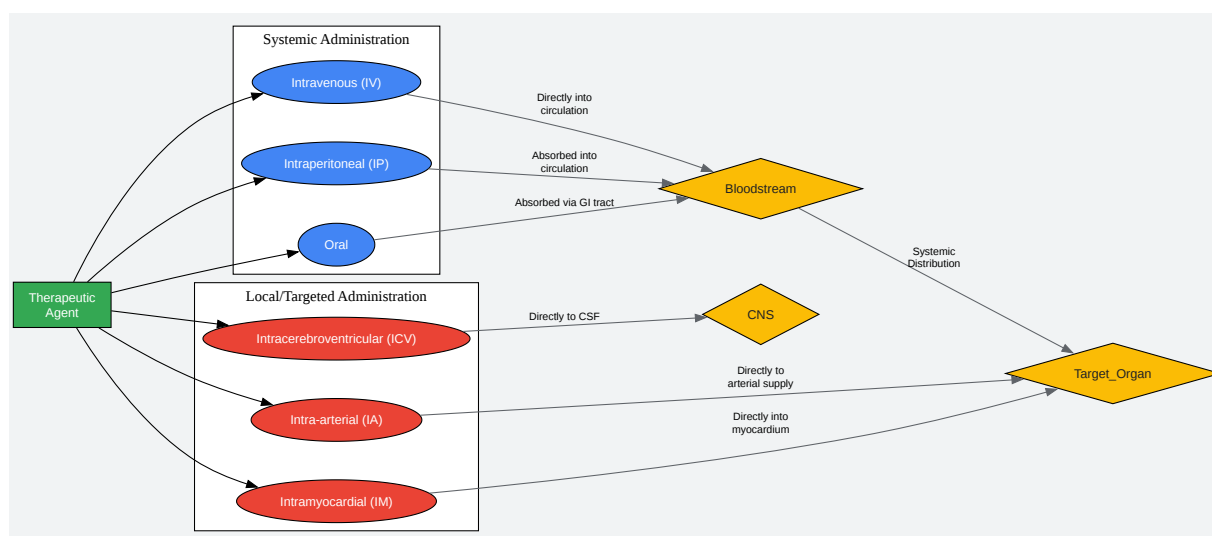 Systemic Administration
Intravenous (IV)
Directly into
circulation
Intraperitoneal (IP)
Absorbed into
circulation
Bloodstream
Absorbed via GI tract
Oral
Systemic
Distribution
Therapeutic
Agent
Local/Targeted Administration
Intracerebroventricular (ICV)
Directly to CSF
CNS
Target_Organ
Directly to
arterial supply
Intra-arterial (IA)
Directly into
myocardium
Intramyocardial (IM)